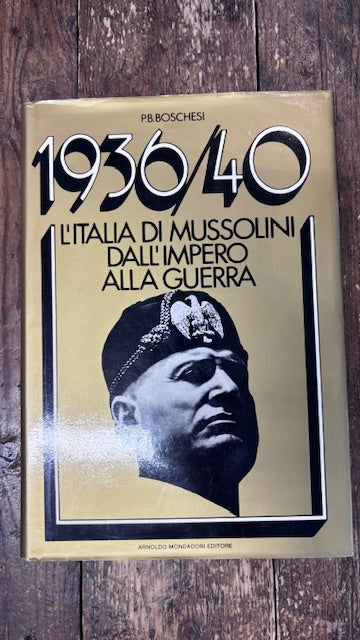 P.B. BOSCHESI
1936/40
L'ITALIA DI MUSSOLINI
DALL'IMPERO
ALLA GUERRA
ARNOLDO MONDADORI EDITORE